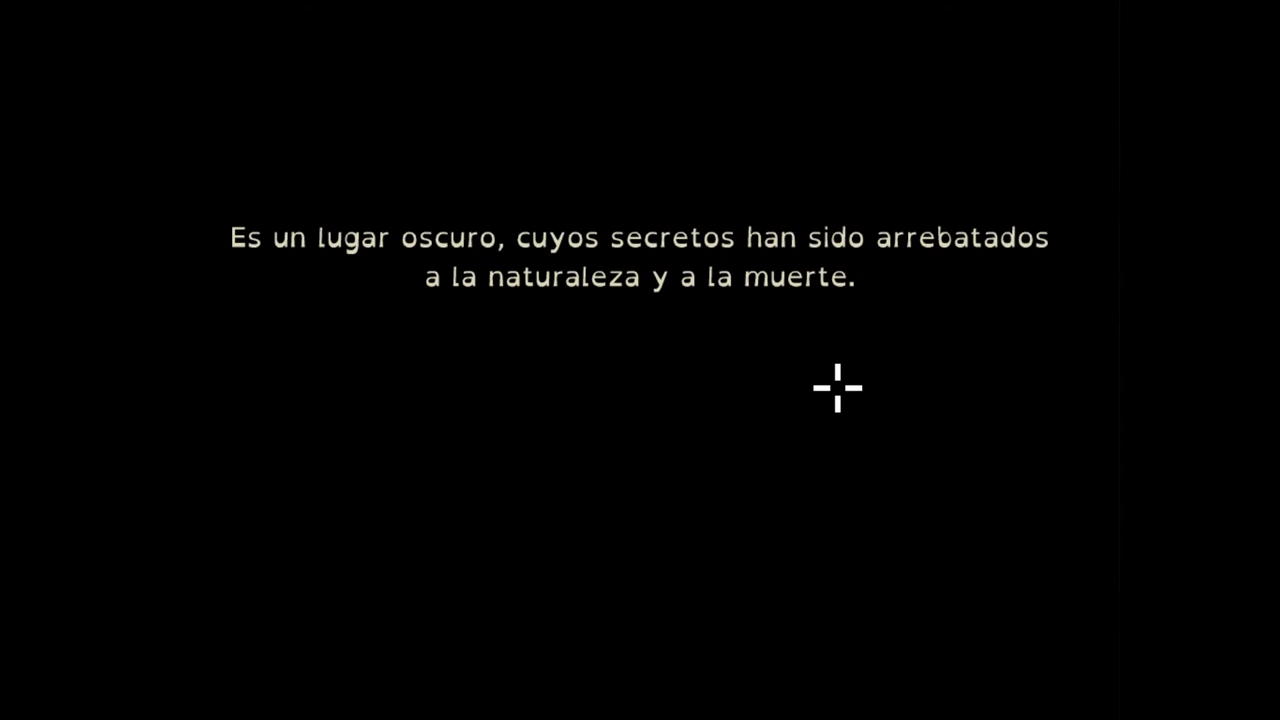 Es un lugar oscuro, cuyos secretos han sido arrebatados
a la naturaleza y a la muerte.